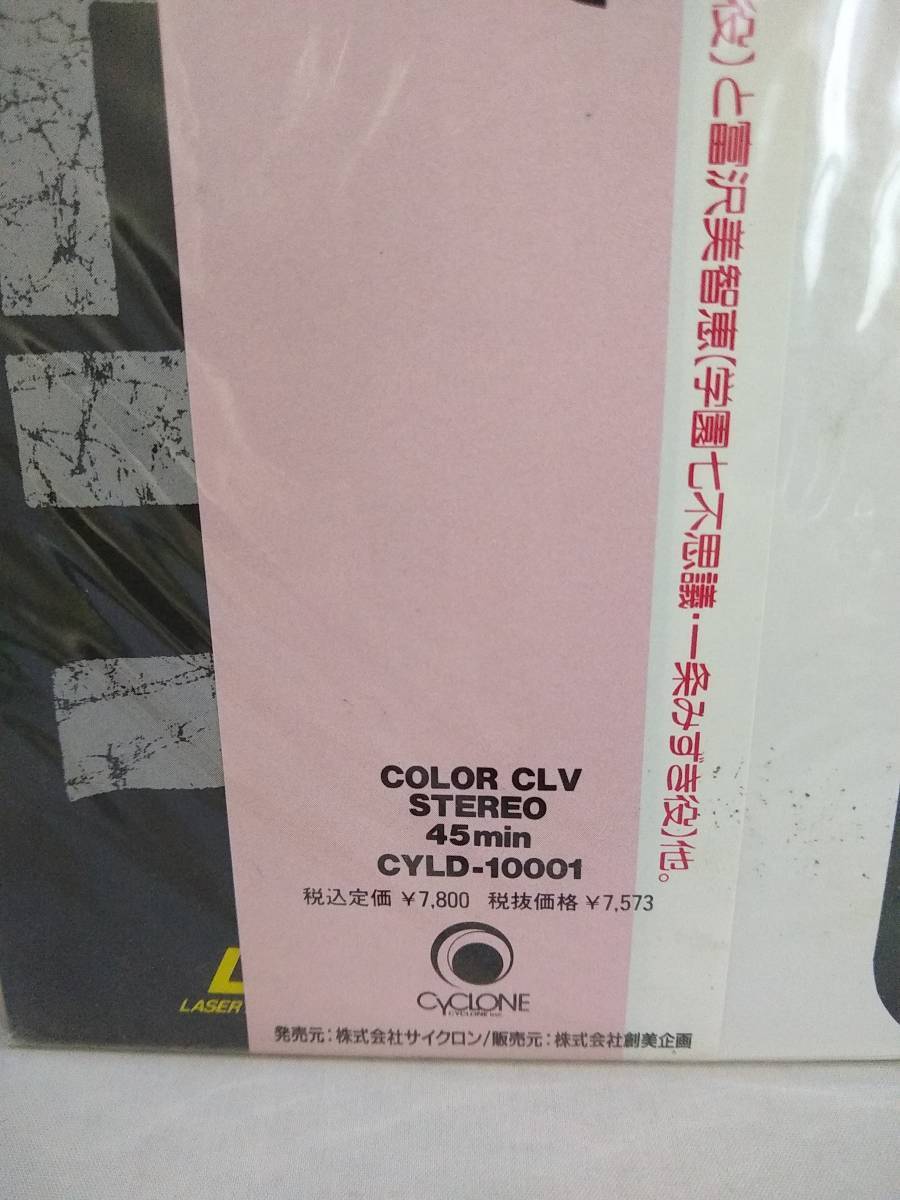 役）と富沢美智恵（学園七不思議・一条みずき役）他。
COLOR CLV
STEREO
45min
CYLD-10001
税込定価 ¥7,800 税抜価格 ¥7,573
CYCLONE
CYCLONE INC.
LASER
発売元：株式会社サイクロン/販売元：株式会社創美企画